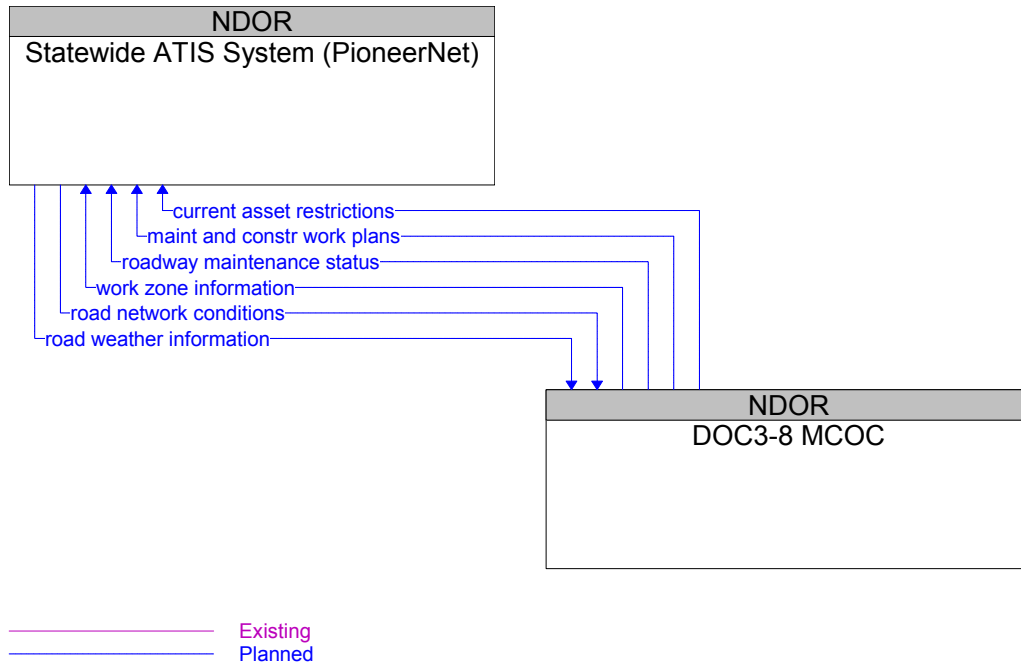 NDOR
Statewide ATIS System (PioneerNet)
current asset restrictions
maint and constr work plans
roadway maintenance status
work zone information
road network conditions
road weather information
NDOR
DOC3-8 MCOC
Existing
Planned